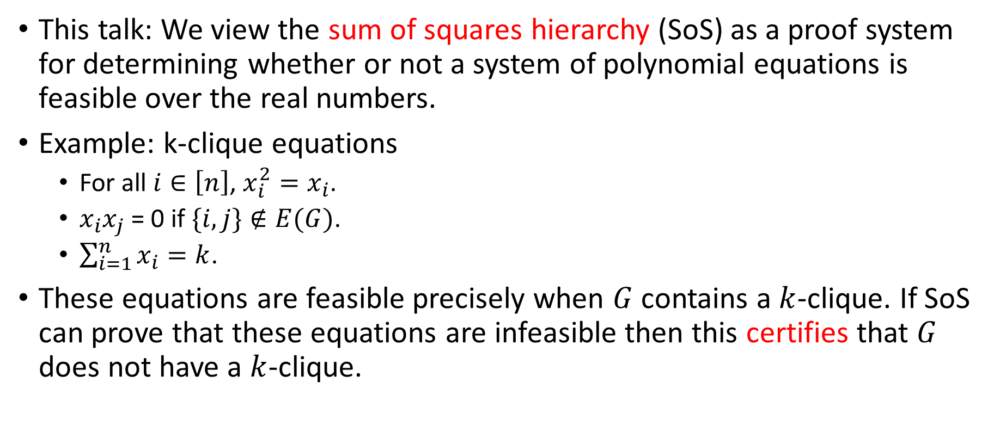 • This talk: We view the sum of squares hierarchy (SoS) as a proof system
for determining whether or not a system of polynomial equations is
feasible over the real numbers.
• Example: k-clique equations
• For all $i \in [n]$, $x_i^2 = x_i$.
• $x_i x_j$ = 0 if $\{i, j\} \notin E(G)$.
• $\sum_{i=1}^{n} x_i = k$.
• These equations are feasible precisely when $G$ contains a $k$-clique. If SoS
can prove that these equations are infeasible then this certifies that $G$
does not have a $k$-clique.